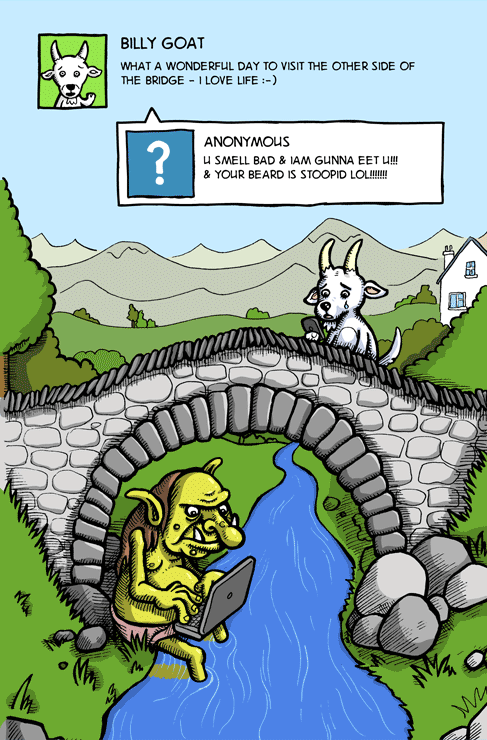 BILLY GOAT
WHAT A WONDERFUL DAY TO VISIT THE OTHER SIDE OF
THE BRIDGE - I LOVE LIFE :-)
?
ANONYMOUS
U SMELL BAD & IAM GUNNA EET U!!!
& YOUR BEARD IS STOOPID LOL!!!!!!!